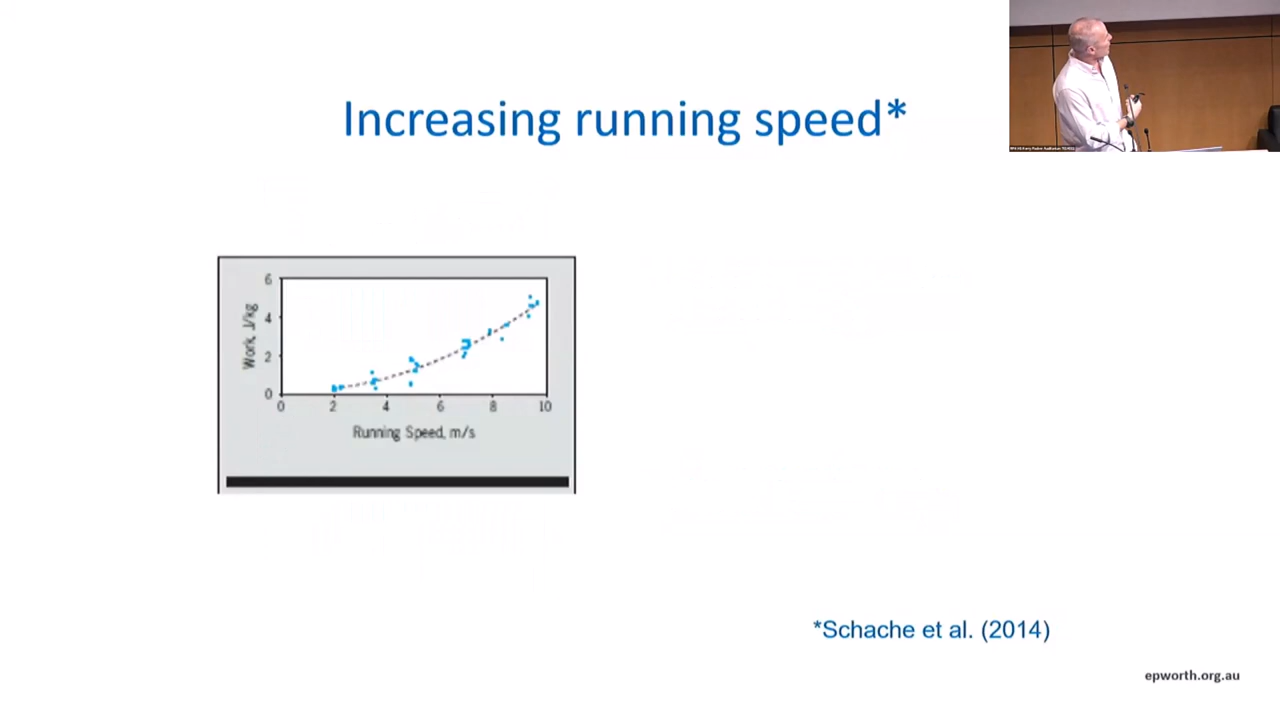 Increasing running speed*
6
4
2
0
Work, J/kg
0 2 4 6 8 10
Running Speed, m/s
*Schache et al. (2014)
epworth.org.au